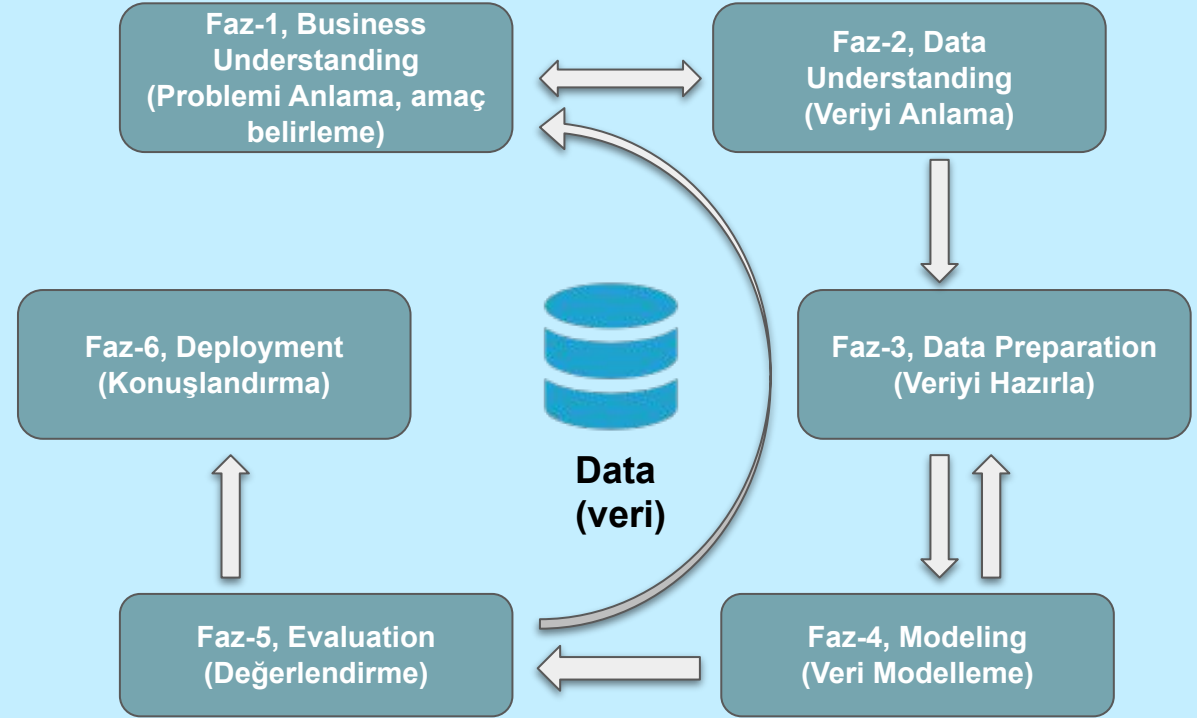 Faz-1, Business
Understanding
(Problemi Anlama, amaç
belirleme)
Faz-2, Data
Understanding
(Veriyi Anlama)
Faz-6, Deployment
(Konuşlandırma)
Data
(veri)
Faz-3, Data Preparation
(Veriyi Hazırla)
Faz-5, Evaluation
(Değerlendirme)
Faz-4, Modeling
(Veri Modelleme)